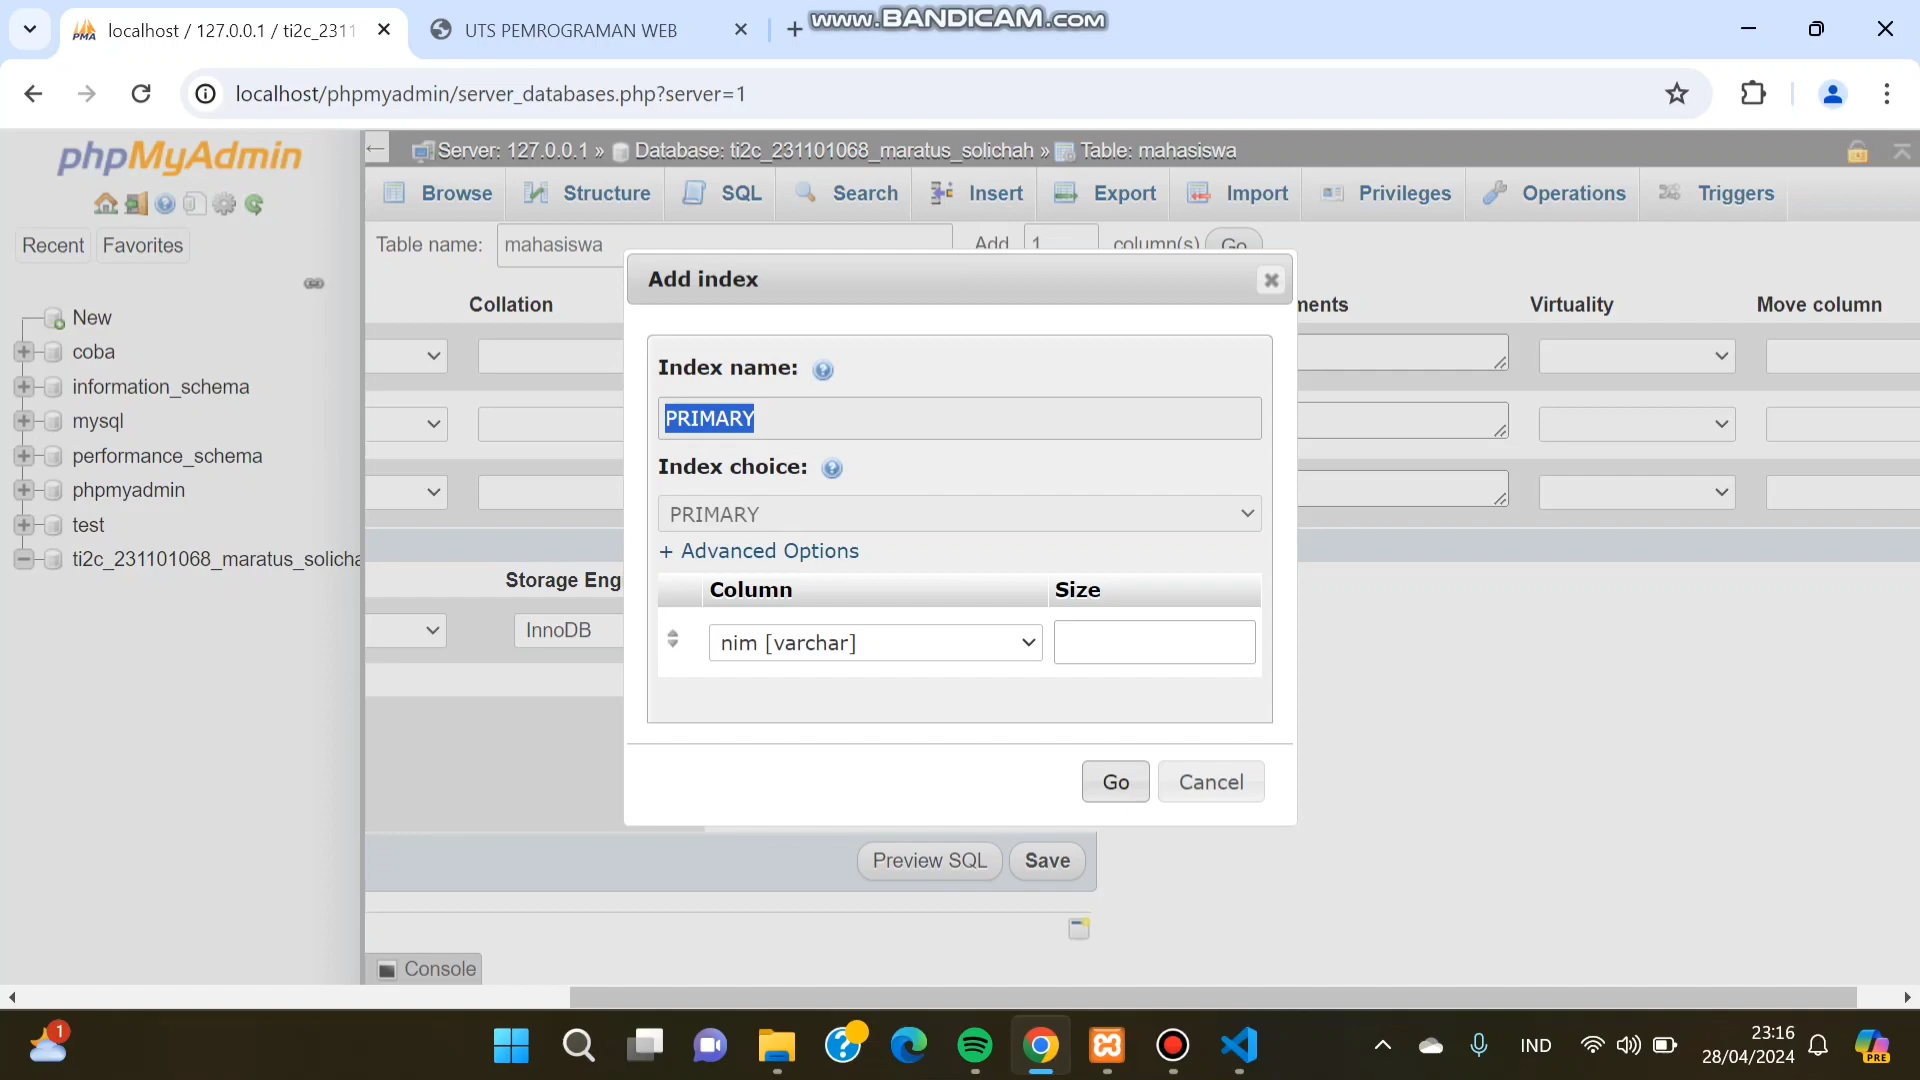 localhost / 127.0.0.1 / ti2c_2311
UTS PEMROGRAMAN WEB
www.BANDICAM.com
localhost/phpmyadmin/server_databases.php?server=1
phpMyAdmin
Recent
Favorites
New
coba
information_schema
mysql
performance_schema
phpmyadmin
test
ti2c_231101068_maratus_solicha
Server: 127.0.0.1 » Database: ti2c_231101068_maratus_solichah » Table: mahasiswa
Browse
Structure
SQL
Search
Insert
Export
Import
Privileges
Operations
Triggers
Table name: mahasiswa Add 1 column(s) Go
Collation
ments
Virtuality
Move column
Storage Eng
InnoDB
Add index
Index name:
PRIMARY
Index choice:
PRIMARY
+ Advanced Options
Column Size
nim [varchar]
Go
Cancel
Preview SQL
Save
Console
1
IND
23:16
28/04/2024
PRE